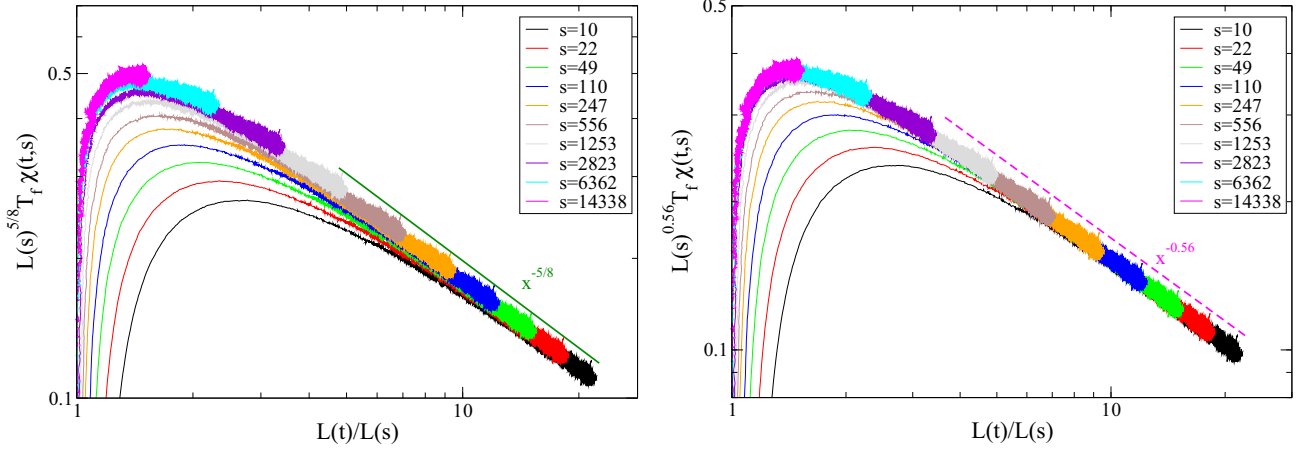 0.5
0.1
L(s)^{5/8}T_f χ(t,s)
1
10
L(t)/L(s)
x^{-5/8}
s=10
s=22
s=49
s=110
s=247
s=556
s=1253
s=2823
s=6362
s=14338
0.5
0.1
L(s)^{0.56}T_f χ(t,s)
1
10
L(t)/L(s)
x^{-0.56}
s=10
s=22
s=49
s=110
s=247
s=556
s=1253
s=2823
s=6362
s=14338